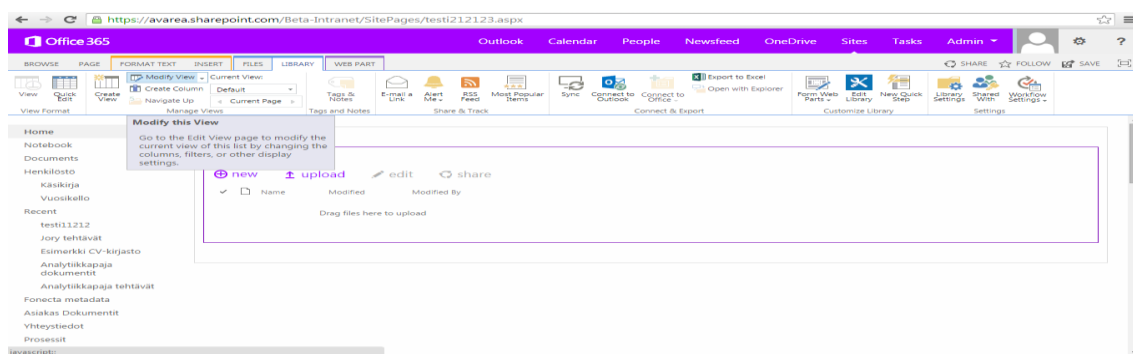 https://avarea.sharepoint.com/Beta-Intranet/SitePages/testi212123.aspx
Office 365 Outlook Calendar People Newsfeed OneDrive Sites Tasks Admin ?
BROWSE PAGE FORMAT TEXT INSERT FILES LIBRARY WEB PART SHARE FOLLOW SAVE
View Quick Edit Create View Modify View Current View:
Create Column Default
Navigate Up Current Page
Tags & Notes E-mail a Link Alert Me RSS Feed Most Popular Items Sync Connect to Outlook Connect to Office Export to Excel
Open with Explorer
Form Web Parts Edit Library New Quick Step Library Settings Shared With Workflow Settings
View Format Manage Views Tags and Notes Share & Track Connect & Export Customize Library Settings
Modify this View
Go to the Edit View page to modify the
current view of this list by changing the
columns, filters, or other display
settings.
Home
Notebook
Documents
Henkilöstö
Käsikirja
Vuosikello
Recent
testi11212
Jory tehtävät
Esimerkki CV-kirjasto
Analytiikkapaja
dokumentit
Analytiikkapaja tehtävät
Fonecta metadata
Asiakas Dokumentit
Yhteystiedot
Prosessit
javascript:;
new upload edit share
Name Modified Modified By
Drag files here to upload